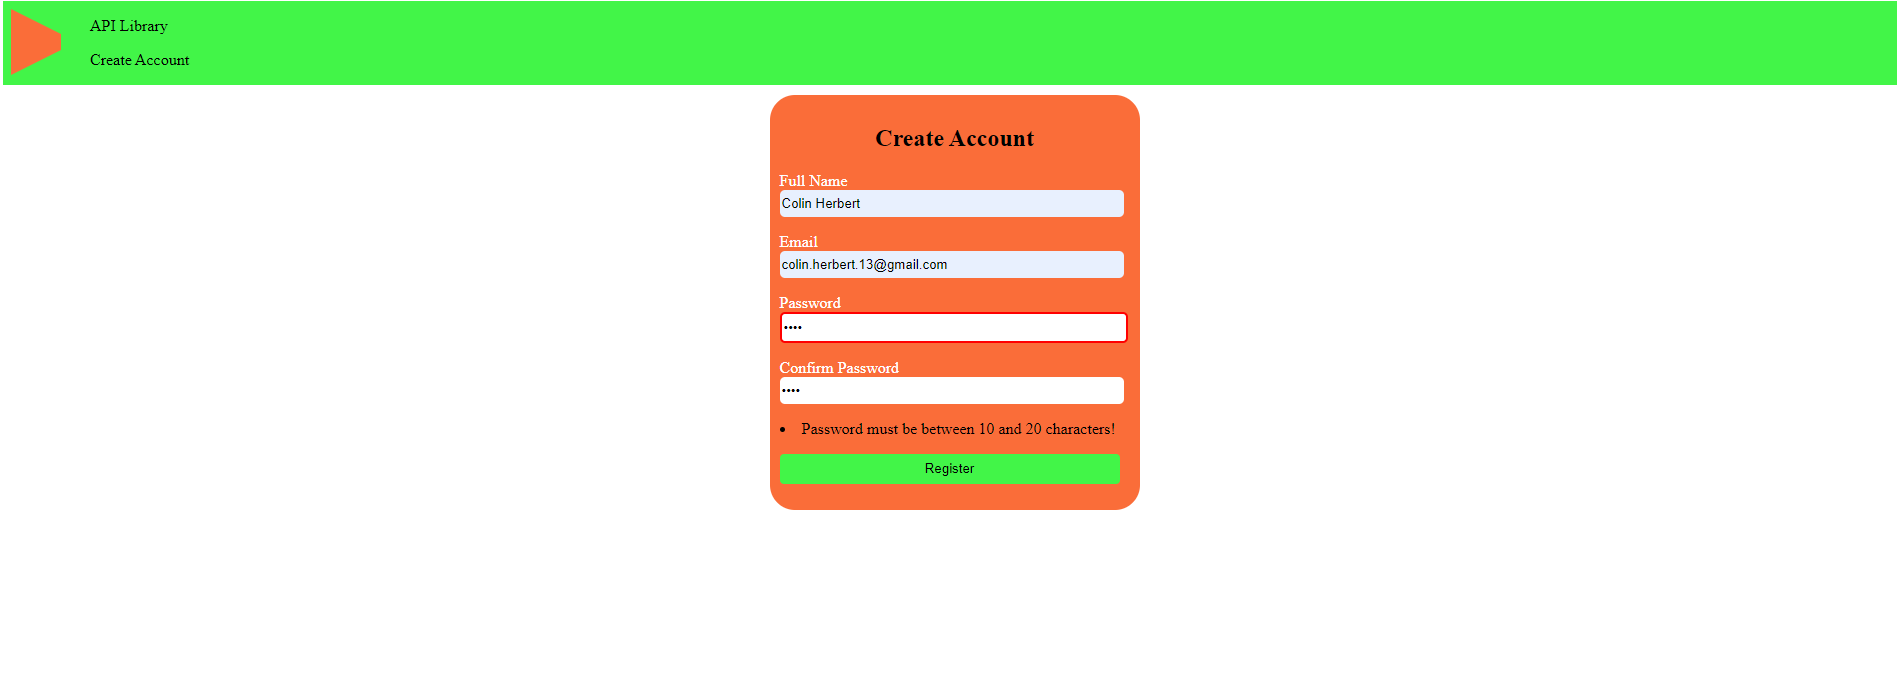 API Library
Create Account
Create Account
Full Name
Colin Herbert
Email
colin.herbert.13@gmail.com
Password
••••
Confirm Password
••••
• Password must be between 10 and 20 characters!
Register